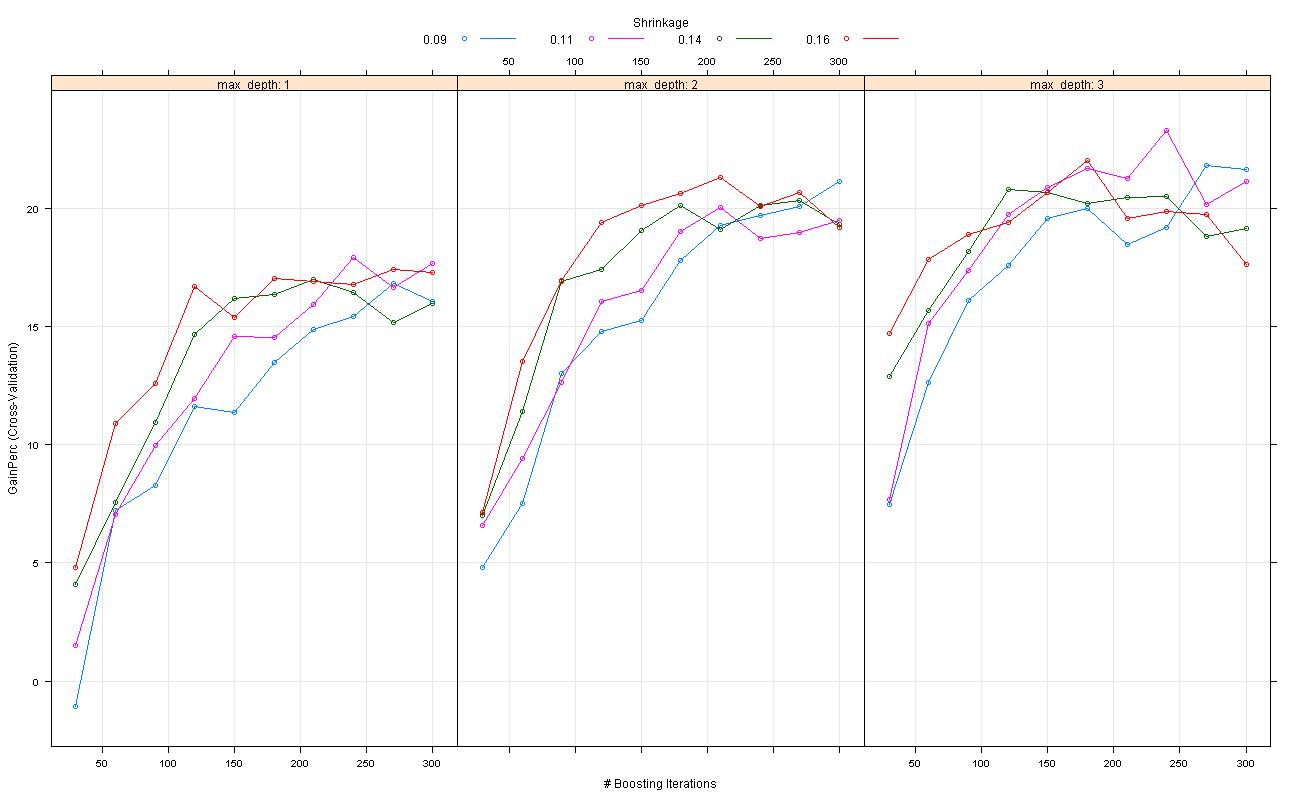 Shrinkage
0.09 0.11 0.14 0.16
50 100 150 200 250 300
max_depth: 1 max_depth: 2 max_depth: 3
20
15
10
5
0
GainPerc (Cross-Validation)
50 100 150 200 250 300 50 100 150 200 250 300
# Boosting Iterations